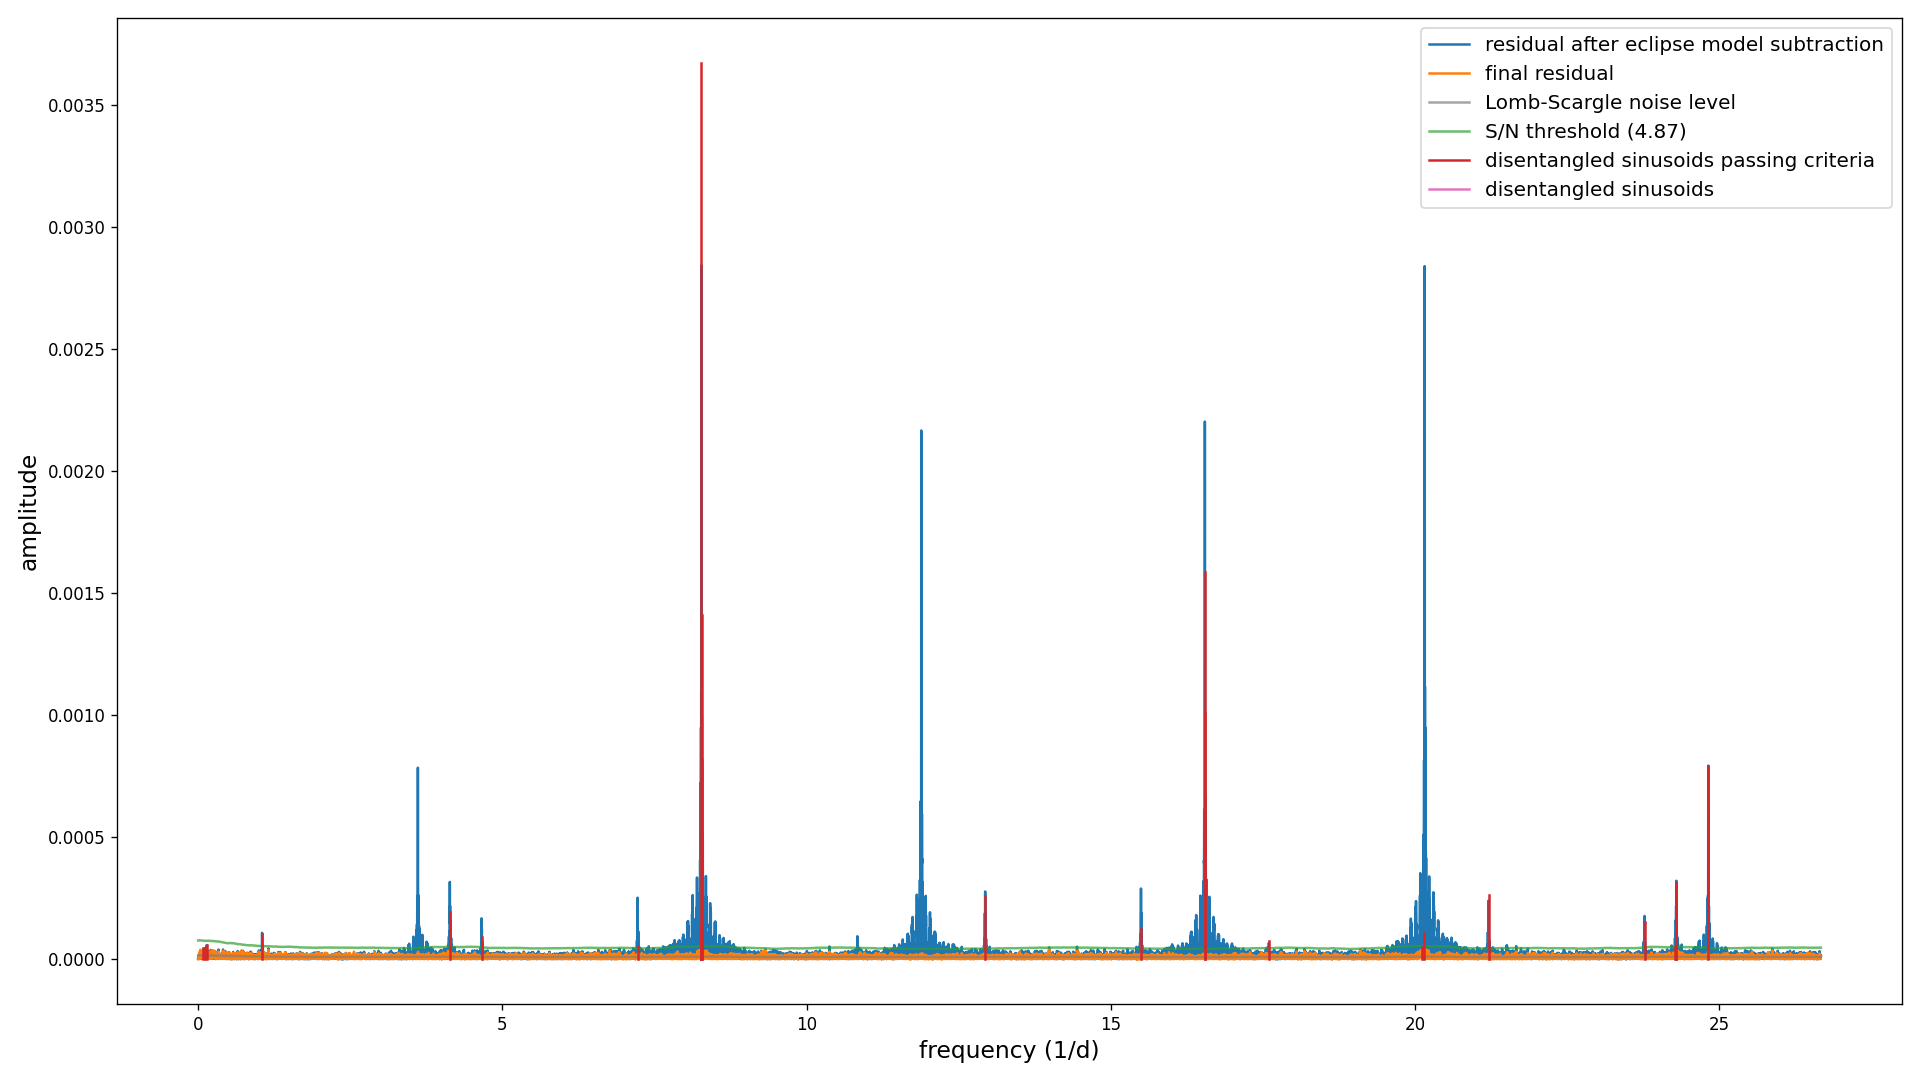 residual after eclipse model subtraction
final residual
Lomb-Scargle noise level
S/N threshold (4.87)
disentangled sinusoids passing criteria
disentangled sinusoids
0.0035
0.0030
0.0025
0.0020
0.0015
0.0010
0.0005
0.0000
amplitude
0 5 10 15 20 25
frequency (1/d)